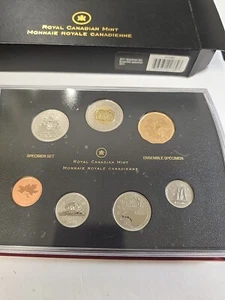 ROYAL CANADIAN MINT
MONNAIE ROYALE CANADIENNE
SPECIMEN SET
ENSEMBLE SPÉCIMEN
ROYAL CANADIAN MINT
MONNAIE ROYALE CANADIENNE